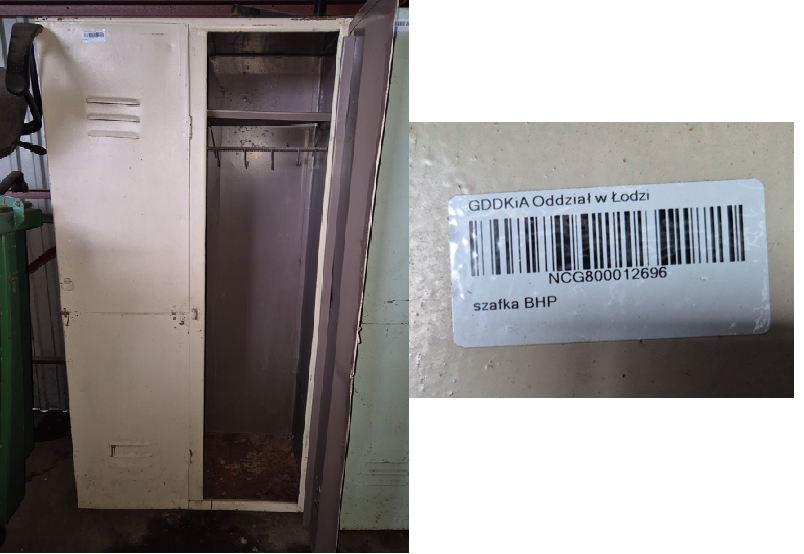 GDDKiA Oddział w Łodzi
NCG800012696
szafka BHP